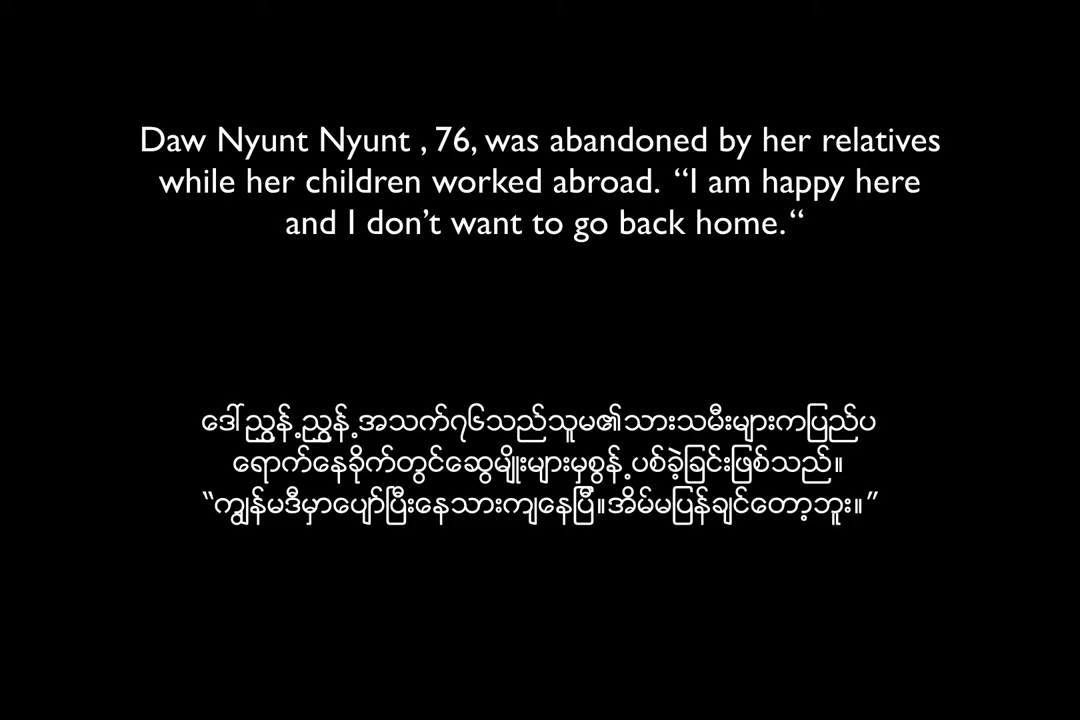 Daw Nyunt Nyunt , 76, was abandoned by her relatives
while her children worked abroad. “I am happy here
and I don’t want to go back home.“
ဒေါ်ညွှန့်ညွှန့်အသက်၇၆သည်သူမ၏သားသမီးများကပြည်ပ
ရောက်နေခိုက်တွင်ဆွေမျိုးများမှစွန့်ပစ်ခဲ့ခြင်းဖြစ်သည်။
“ကျွန်မဒီမှာပျော်ပြီးနေသားကျနေပြီ။အိမ်မပြန်ချင်တော့ဘူး။”